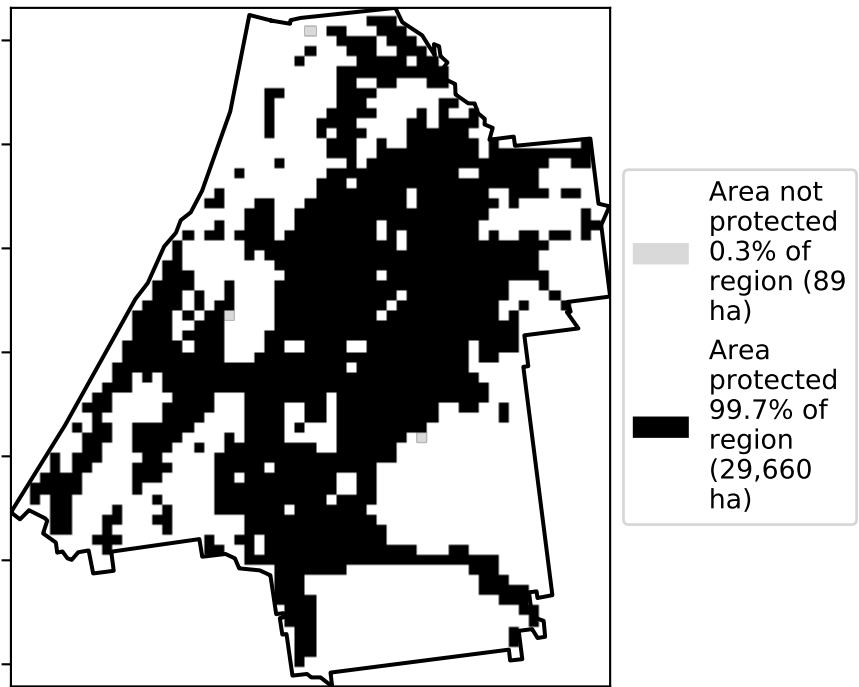 Area not
protected
0.3% of
region (89
ha)
Area
protected
99.7% of
region
(29,660
ha)